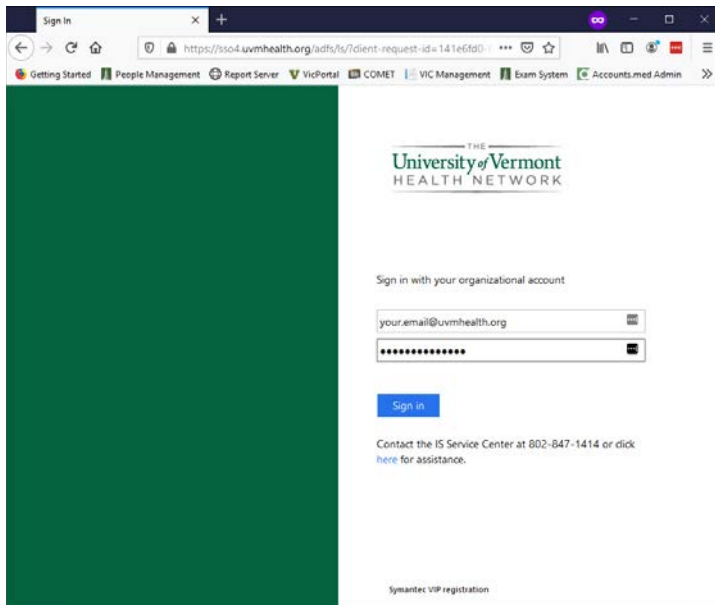 Sign In
https://sso4.uvmhealth.org/adfs/ls/?client-request-id=141e6fd0-
Getting Started People Management Report Server VicPortal COMET VIC Management Exam System Accounts.med Admin
THE
University of Vermont
HEALTH NETWORK
Sign in with your organizational account
your.email@uvmhealth.org
Sign in
Contact the IS Service Center at 802-847-1414 or click
here for assistance.
Symantec VIP registration